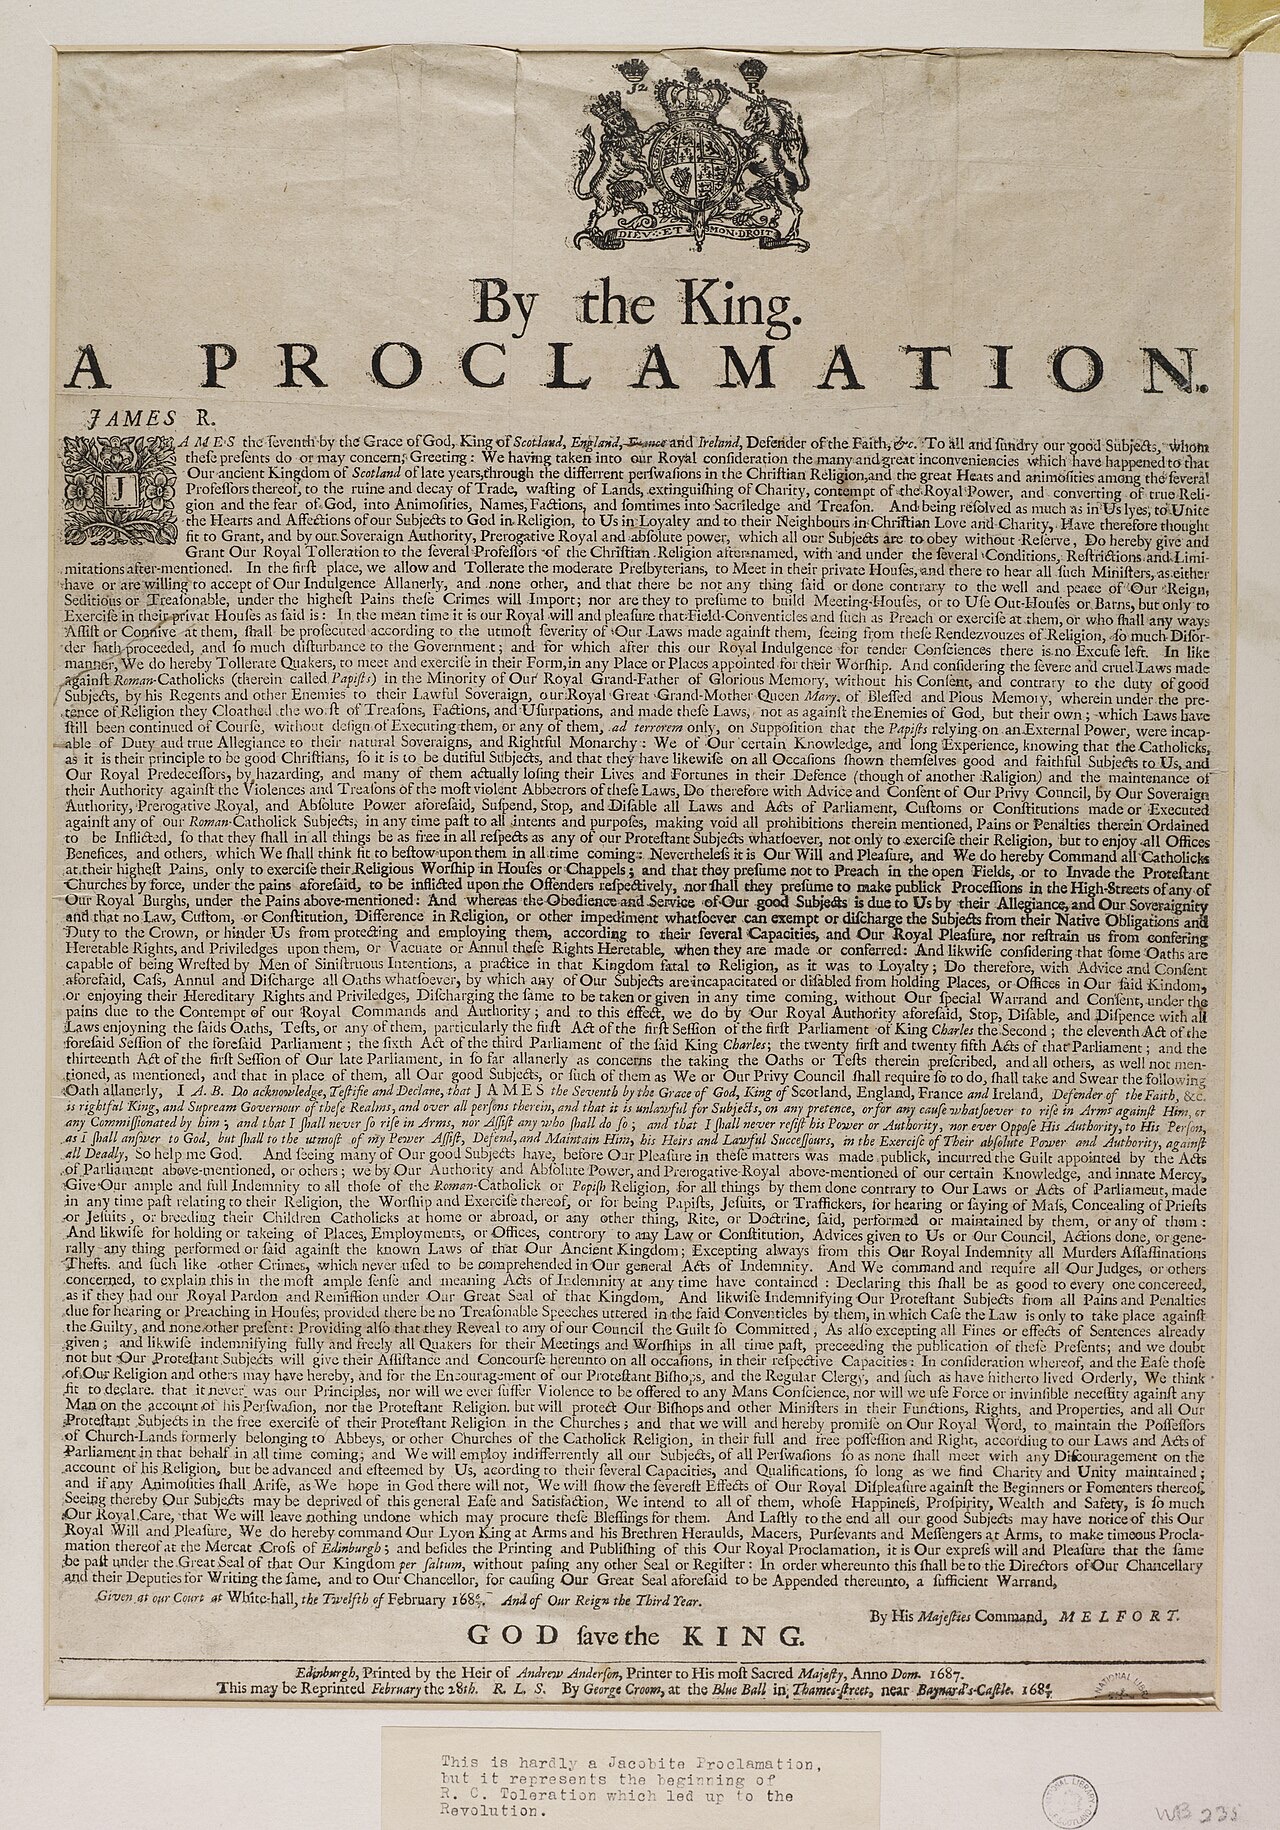 J2 R.
DIEV·ET MON·DROIT
By the King.
A PROCLAMATION.
JAMES R.
JAMES the ſeventh by the Grace of God, King of Scotland, England, France and Ireland, Defender of the Faith, &c. To all and ſundry our good Subjects, whom
theſe preſents do or may concern, Greeting: We having taken into our Royal conſideration the many and great inconveniencies which have happened to that
Our ancient Kingdom of Scotland of late years, through the different perſwaſions in the Chriſtian Religion, and the great Heats and animoſities among the ſeveral
Profeſſors thereof, to the ruine and decay of Trade, waſting of Lands, extinguiſhing of Charity, contempt of the Royal Power, and converting of true Reli-
gion and the fear of God, into Animoſities, Names, Factions, and ſomtimes into Sacriledge and Treaſon. And being reſolved as much as in Us lyes, to Unite
the Hearts and Affections of our Subjects to God in Religion, to Us in Loyalty and to their Neighbours in Chriſtian Love and Charity, Have therefore thought
fit to Grant, and by our Soveraign Authority, Prerogative Royal and abſolute power, which all our Subjects are to obey without Reſerve, Do hereby give and
Grant Our Royal Tolleration to the ſeveral Profeſſors of the Chriſtian Religion after-named, with and under the ſeveral Conditions, Reſtrictions and Limi-
mitations after-mentioned. In the firſt place, we allow and Tollerate the moderate Presbyterians, to Meet in their private Houſes, and there to hear all ſuch Miniſters, as either
have or are willing to accept of Our Indulgence Allanerly, and none other, and that there be not any thing ſaid or done contrary to the well and peace of Our Reign,
Seditious or Treaſonable, under the higheſt Pains theſe Crimes will Import; nor are they to preſume to build Meeting-Houſes, or to Uſe Out-Houſes or Barns, but only to
Exerciſe in their privat Houſes as ſaid is: In the mean time it is our Royal will and pleaſure that Field-Conventicles and ſuch as Preach or exerciſe at them, or who ſhall any ways
Aſſiſt or Connive at them, ſhall be proſecuted according to the utmoſt ſeverity of Our Laws made againſt them, ſeeing from theſe Rendezvouzes of Religion, ſo much Diſor-
der hath proceeded, and ſo much diſturbance to the Government; and for which after this our Royal Indulgence for tender Conſciences there is no Excuſe left. In like
manner, We do hereby Tollerate Quakers, to meet and exerciſe in their Form, in any Place or Places appointed for their Worſhip. And conſidering the ſevere and cruel Laws made
againſt Roman-Catholicks (therein called Papiſts) in the Minority of Our Royal Grand-Father of Glorious Memory, without his Conſent, and contrary to the duty of good
Subjects, by his Regents and other Enemies to their Lawful Soveraign, our Royal Great Grand-Mother Queen Mary, of Bleſſed and Pious Memory, wherein under the pre-
tence of Religion they Cloathed the wo ſt of Treaſons, Factions, and Uſurpations, and made theſe Laws, not as againſt the Enemies of God, but their own; which Laws have
ſtill been continued of Courſe, without deſign of Executing them, or any of them, ad terrorem only, on Suppoſition that the Papiſts relying on an External Power, were incap-
able of Duty aud true Allegiance to their natural Soveraigns, and Rightful Monarchy: We of Our certain Knowledge, and long Experience, knowing that the Catholicks,
as it is their principle to be good Chriſtians, ſo it is to be dutiful Subjects, and that they have likewiſe on all Occaſions ſhown themſelves good and faithful Subjects to Us, and
Our Royal Predeceſſors, by hazarding, and many of them actually loſing their Lives and Fortunes in their Defence (though of another Raligion) and the maintenance of
their Authority againſt the Violences and Treaſons of the moſt violent Abbetrors of theſe Laws, Do therefore with Advice and Conſent of Our Privy Council, by Our Soveraign
Authority, Prerogative Royal, and Abſolute Power aforeſaid, Suſpend, Stop, and Diſable all Laws and Acts of Parliament, Cuſtoms or Conſtitutions made or Executed
againſt any of our Roman-Catholick Subjects, in any time paſt to all intents and purpoſes, making void all prohibitions therein mentioned, Pains or Penalties therein Ordained
to be Inflicted, ſo that they ſhall in all things be as free in all reſpects as any of our Proteſtant Subjects whatſoever, not only to exerciſe their Religion, but to enjoy all Offices
Benefices, and others, which We ſhall think fit to beſtow upon them in all time coming: Nevertheleſs it is Our Will and Pleaſure, and We do hereby Command all Catholicks
at their higheſt Pains, only to exerciſe their Religious Worſhip in Houſes or Chappels; and that they preſume not to Preach in the open Fields, or to Invade the Proteſtant
Churches by force, under the pains aforeſaid, to be inflicted upon the Offenders reſpectively, nor ſhall they preſume to make publick Proceſſions in the High-Streets of any of
Our Royal Burghs, under the Pains above-mentioned: And whereas the Obedience and Service of Our good Subjects is due to Us by their Allegiance, and Our Soveraignity
and that no Law, Cuſtom, or Conſtitution, Difference in Religion, or other impediment whatſoever can exempt or diſcharge the Subjects from their Native Obligations and
Duty to the Crown, or hinder Us from protecting and employing them, according to their ſeveral Capacities, and Our Royal Pleaſure, nor reſtrain us from confering
Heretable Rights, and Priviledges upon them, or Vacuate or Annul theſe Rights Heretable, when they are made or conferred: And likewiſe conſidering that ſome Oaths are
capable of being Wreſted by Men of Siniſtruous Intentions, a practice in that Kingdom fatal to Religion, as it was to Loyalty; Do therefore, with Advice and Conſent
aforeſaid, Caſs, Annul and Diſcharge all Oaths whatſoever, by which any of Our Subjects are incapacitated or diſabled from holding Places, or Offices in Our ſaid Kindom,
or enjoying their Hereditary Rights and Priviledges, Diſcharging the ſame to be taken or given in any time coming, without Our ſpecial Warrand and Conſent, under the
pains due to the Contempt of our Royal Commands and Authority; and to this effect, we do by Our Royal Authority aforeſaid, Stop, Diſable, and Diſpence with all
Laws enjoyning the ſaids Oaths, Teſts, or any of them, particularly the firſt Act of the firſt Seſſion of the firſt Parliament of King Charles the Second; the eleventh Act of the
foreſaid Seſſion of the foreſaid Parliament; the ſixth Act of the third Parliament of the ſaid King Charles; the twenty firſt and twenty fifth Acts of that Parliament; and the
thirteenth Act of the firſt Seſſion of Our late Parliament, in ſo far allanerly as concerns the taking the Oaths or Teſts therein preſcribed, and all others, as well not men-
tioned, as mentioned, and that in place of them, all Our good Subjects, or ſuch of them as We or Our Privy Council ſhall require ſo to do, ſhall take and Swear the following
Oath allanerly, I A. B. Do acknowledge, Teſtifie and Declare, that JAMES the Seventh by the Grace of God, King of Scotland, England, France and Ireland, Defender of the Faith, &c.
is rightful King, and Supream Governour of theſe Realms, and over all perſons therein, and that it is unlawful for Subjects, on any pretence, or for any cauſe whatſoever to riſe in Arms againſt Him, or
any Commiſſionated by him; and that I ſhall never ſo riſe in Arms, nor Aſſiſt any who ſhall do ſo; and that I ſhall never reſiſt his Power or Authority, nor ever Oppoſe His Authority, to His Perſon,
as I ſhall anſwer to God, but ſhall to the utmoſt of my Pewer Aſſiſt, Defend, and Maintain Him, his Heirs and Lawful Succeſſours, in the Exerciſe of Their abſolute Power and Authority, againſt
all Deadly, So help me God. And ſeeing many of Our good Subjects have, before Our Pleaſure in theſe matters was made publick, incurred the Guilt appointed by the Acts
of Parliament above-mentioned, or others; we by Our Authority and Abſolute Power, and Prerogative Royal above-mentioned of our certain Knowledge, and innate Mercy,
Give Our ample and full Indemnity to all thoſe of the Roman-Catholick or Popiſh Religion, for all things by them done contrary to Our Laws or Acts of Parliameut, made
in any time paſt relating to their Religion, the Worſhip and Exerciſe thereof, or for being Papiſts, Jeſuits, or Traffickers, for hearing or ſaying of Maſs, Concealing of Prieſts
or Jeſuits, or breeding their Children Catholicks at home or abroad, or any other thing, Rite, or Doctrine, ſaid, performed or maintained by them, or any of them:
And likwiſe for holding or takeing of Places, Employments, or Offices, controry to any Law or Conſtitution, Advices given to Us or our Council, Actions done, or gene-
rally any thing performed or ſaid againſt the known Laws of that Our Ancient Kingdom; Excepting always from this Our Royal Indemnity all Murders Aſſaſſinations
Thefts. and ſuch like other Crimes, which never uſed to be comprehended in Our general Acts of Indemnity. And We command and require all Our Judges, or others
concerned, to explain this in the moſt ample ſenſe and meaning Acts of Indemnity at any time have contained: Declaring this ſhall be as good to every one concereed,
as if they had our Royal Pardon and Remiſſion under Our Great Seal of that Kingdom, And likwiſe Indemnifying Our Proteſtant Subjects from all Pains and Penalties
due for hearing or Preaching in Houſes; provided there be no Treaſonable Speeches uttered in the ſaid Conventicles by them, in which Caſe the Law is only to take place againſt
the Guilty, and none other preſent: Providing alſo that they Reveal to any of our Council the Guilt ſo Committed, As alſo excepting all Fines or effects of Sentences already
given; and likwiſe indemnifying fully and freely all Quakers for their Meetings and Worſhips in all time paſt, preceeding the publication of theſe Preſents; and we doubt
not but Our Proteſtant Subjects will give their Aſſiſtance and Concourſe hereunto on all occaſions, in their reſpective Capacities: In conſideration whereof, and the Eaſe thoſe
of Our Religion and others may have hereby, and for the Encouragement of our Proteſtant Biſhops, and the Regular Clergy, and ſuch as have hitherto lived Orderly, We think
fit to declare. that it never was our Principles, nor will we ever ſuffer Violence to be offered to any Mans Conſcience, nor will we uſe Force or invinſible neceſſity againſt any
Man on the account of his Perſwaſion, nor the Proteſtant Religion. but will protect Our Biſhops and other Miniſters in their Functions, Rights, and Properties, and all Our
Proteſtant Subjects in the free exerciſe of their Proteſtant Religion in the Churches; and that we will and hereby promiſe on Our Royal Word, to maintain the Poſſeſſors
of Church-Lands formerly belonging to Abbeys, or other Churches of the Catholick Religion, in their full and free poſſeſſion and Right, according to our Laws and Acts of
Parliament in that behalf in all time coming; and We will employ indifferrently all our Subjects, of all Perſwaſions ſo as none ſhall meet with any Diſcouragement on the
account of his Religion, but be advanced and eſteemed by Us, acording to their ſeveral Capacities, and Qualifications, ſo long as we find Charity and Unity maintained;
and if any Animoſities ſhall Ariſe, as We hope in God there will not, We will ſhow the ſevereſt Effects of Our Royal Diſpleaſure againſt the Beginners or Fomenters thereof,
Seeing thereby Our Subjects may be deprived of this general Eaſe and Satisfaction, We intend to all of them, whoſe Happineſs, Proſpirity, Wealth and Safety, is ſo much
Our Royal Care, that We will leave nothing undone which may procure theſe Bleſſings for them. And Laſtly to the end all our good Subjects may have notice of this Our
Royal Will and Pleaſure, We do hereby command Our Lyon King at Arms and his Brethren Heraulds, Macers, Purſevants and Meſſengers at Arms, to make timeous Procla-
mation thereof at the Mercat Croſs of Edinburgh; and beſides the Printing and Publiſhing of this Our Royal Proclamation, it is Our expreſs will and Pleaſure that the ſame
be paſt under the Great Seal of that Our Kingdom per ſaltum, without paſing any other Seal or Regiſter: In order whereunto this ſhall be to the Directors of Our Chancellary
and their Deputies for Writing the ſame, and to Our Chancellor, for cauſing Our Great Seal aforeſaid to be Appended thereunto, a ſufficient Warrand,
Given at our Court at White-hall, the Twelfth of February 168 6/7. And of Our Reign the Third Year.
By His Majeſties Command, MELFORT.
GOD ſave the KING.
Edinburgh, Printed by the Heir of Andrew Anderſon, Printer to His moſt Sacred Majeſty, Anno Dom. 1687.
This may be Reprinted February the 28th. R. L. S. By George Croom, at the Blue Ball in Thames-ſtreet, near Baynard's-Caſtle. 168 6/7
This is hardly a Jacobite Proclamation,
but it represents the beginning of
R. C. Toleration which led up to the
Revolution.
NATIONAL LIBRARY
WB 235